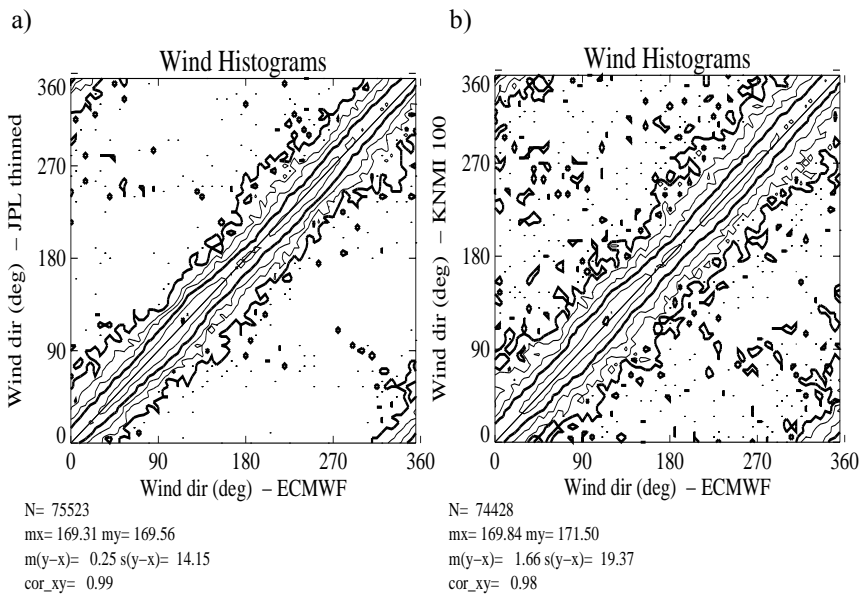 a)
Wind Histograms
Wind dir (deg) – JPL thinned
360
270
180
90
0
0 90 180 270 360
Wind dir (deg) – ECMWF
N= 75523
mx= 169.31 my= 169.56
m(y−x)= 0.25 s(y−x)= 14.15
cor_xy= 0.99
b)
Wind Histograms
Wind dir (deg) – KNMI 100
360
270
180
90
0
0 90 180 270 360
Wind dir (deg) – ECMWF
N= 74428
mx= 169.84 my= 171.50
m(y−x)= 1.66 s(y−x)= 19.37
cor_xy= 0.98